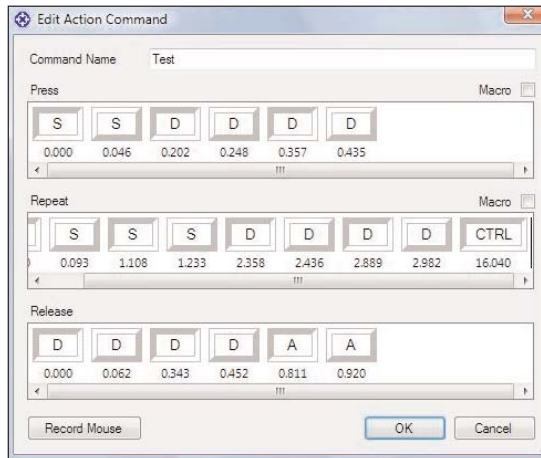 Edit Action Command
Command Name Test
Press Macro
S S D D D D
0.000 0.046 0.202 0.248 0.357 0.435
Repeat Macro
S S S D D D D CTRL
0.093 1.108 1.233 2.358 2.436 2.889 2.982 16.040
Release
D D D D A A
0.000 0.062 0.343 0.452 0.811 0.920
Record Mouse OK Cancel